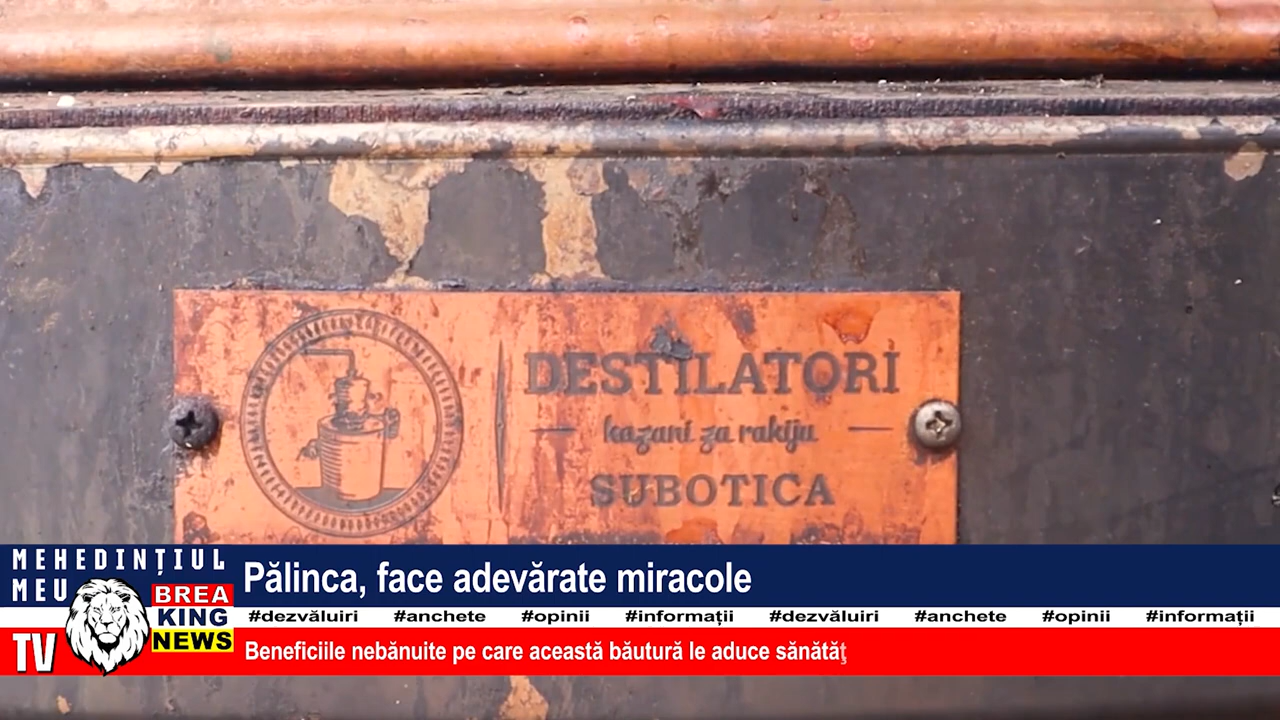 DESTILATORI
kazani za rakiju
SUBOTICA
MEHEDINȚIUL
MEU
TV
BREA
KING
NEWS
Pălinca, face adevărate miracole
#dezvăluiri #anchete #opinii #informații #dezvăluiri #anchete #opinii #informații
Beneficiile nebănuite pe care această băutură le aduce sănătăț